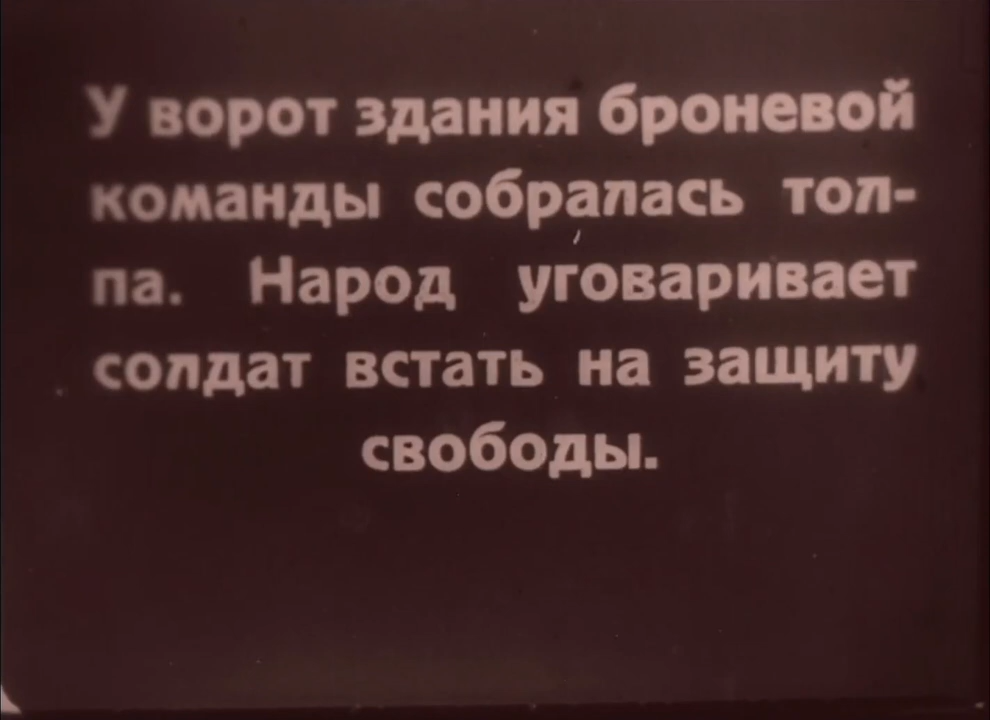 У ворот здания броневой
команды собралась тол-
па. Народ уговаривает
солдат встать на защиту
свободы.